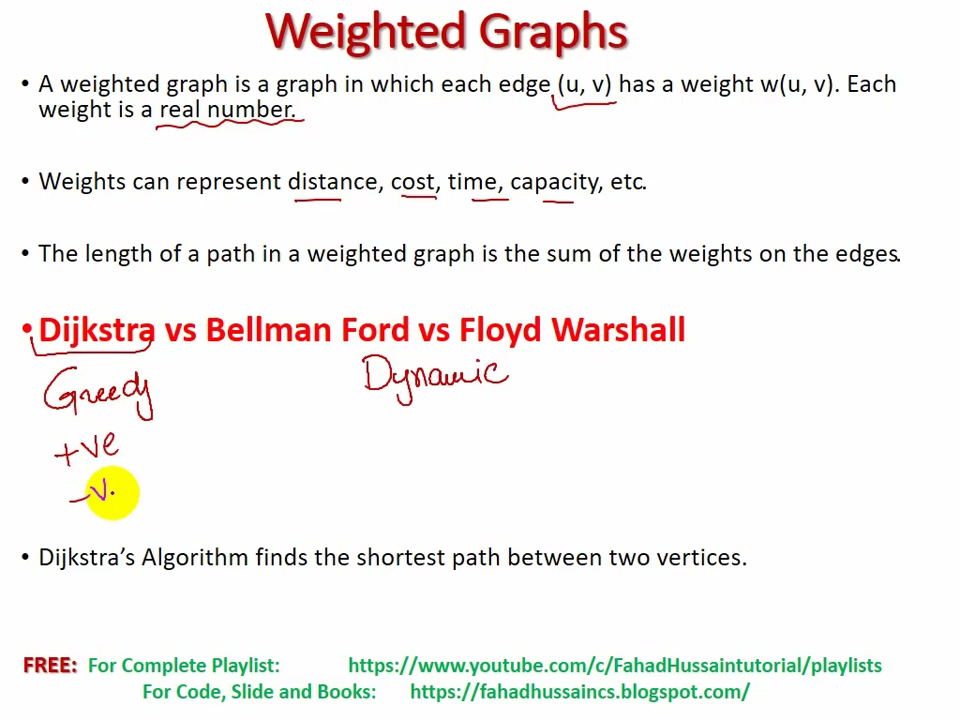 Weighted Graphs
• A weighted graph is a graph in which each edge (u, v) has a weight w(u, v). Each
weight is a real number.
• Weights can represent distance, cost, time, capacity, etc.
• The length of a path in a weighted graph is the sum of the weights on the edges.
• Dijkstra vs Bellman Ford vs Floyd Warshall
Greedy Dynamic
+ve
-v
• Dijkstra's Algorithm finds the shortest path between two vertices.
FREE: For Complete Playlist: https://www.youtube.com/c/FahadHussaintutorial/playlists
For Code, Slide and Books: https://fahadhussaincs.blogspot.com/